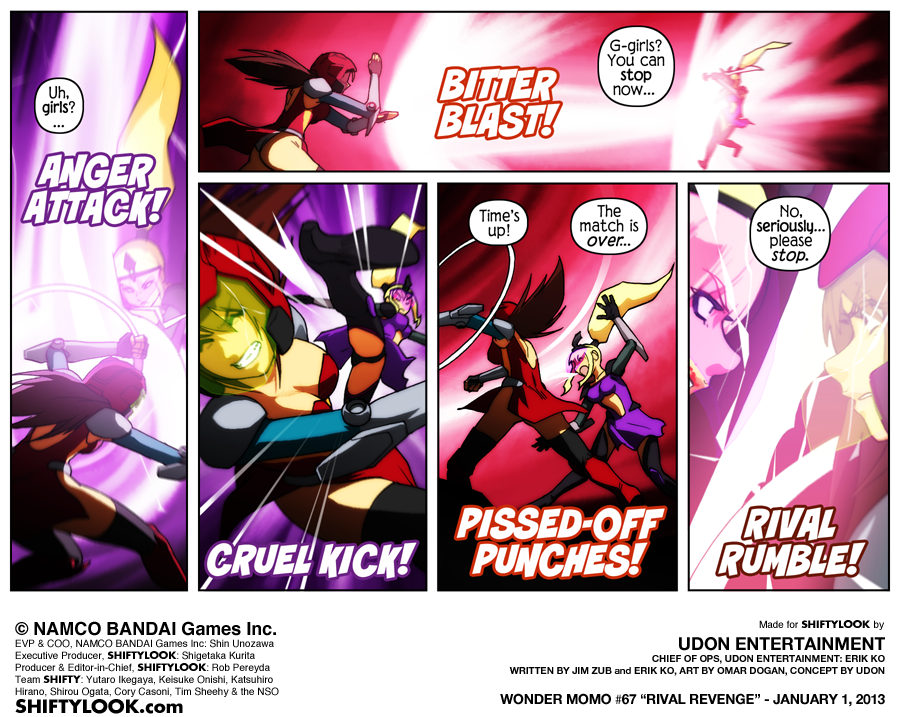 Uh,
girls?
...
ANGER
ATTACK!
BITTER
BLAST!
G-girls?
You can
stop
now...
CRUEL KICK!
Time's
up!
The
match is
over...
PISSED-OFF
PUNCHES!
No,
seriously...
please
stop.
RIVAL
RUMBLE!
© NAMCO BANDAI Games Inc.
EVP & COO, NAMCO BANDAI Games Inc: Shin Unozawa
Executive Producer, SHIFTYLOOK: Shigetaka Kurita
Producer & Editor-in-Chief, SHIFTYLOOK: Rob Pereyda
Team SHIFTY: Yutaro Ikegaya, Keisuke Onishi, Katsuhiro
Hirano, Shirou Ogata, Cory Casoni, Tim Sheehy & the NSO
SHIFTYLOOK.com
Made for SHIFTYLOOK by
UDON ENTERTAINMENT
CHIEF OF OPS, UDON ENTERTAINMENT: ERIK KO
WRITTEN BY JIM ZUB and ERIK KO, ART BY OMAR DOGAN, CONCEPT BY UDON
WONDER MOMO #67 “RIVAL REVENGE” - JANUARY 1, 2013